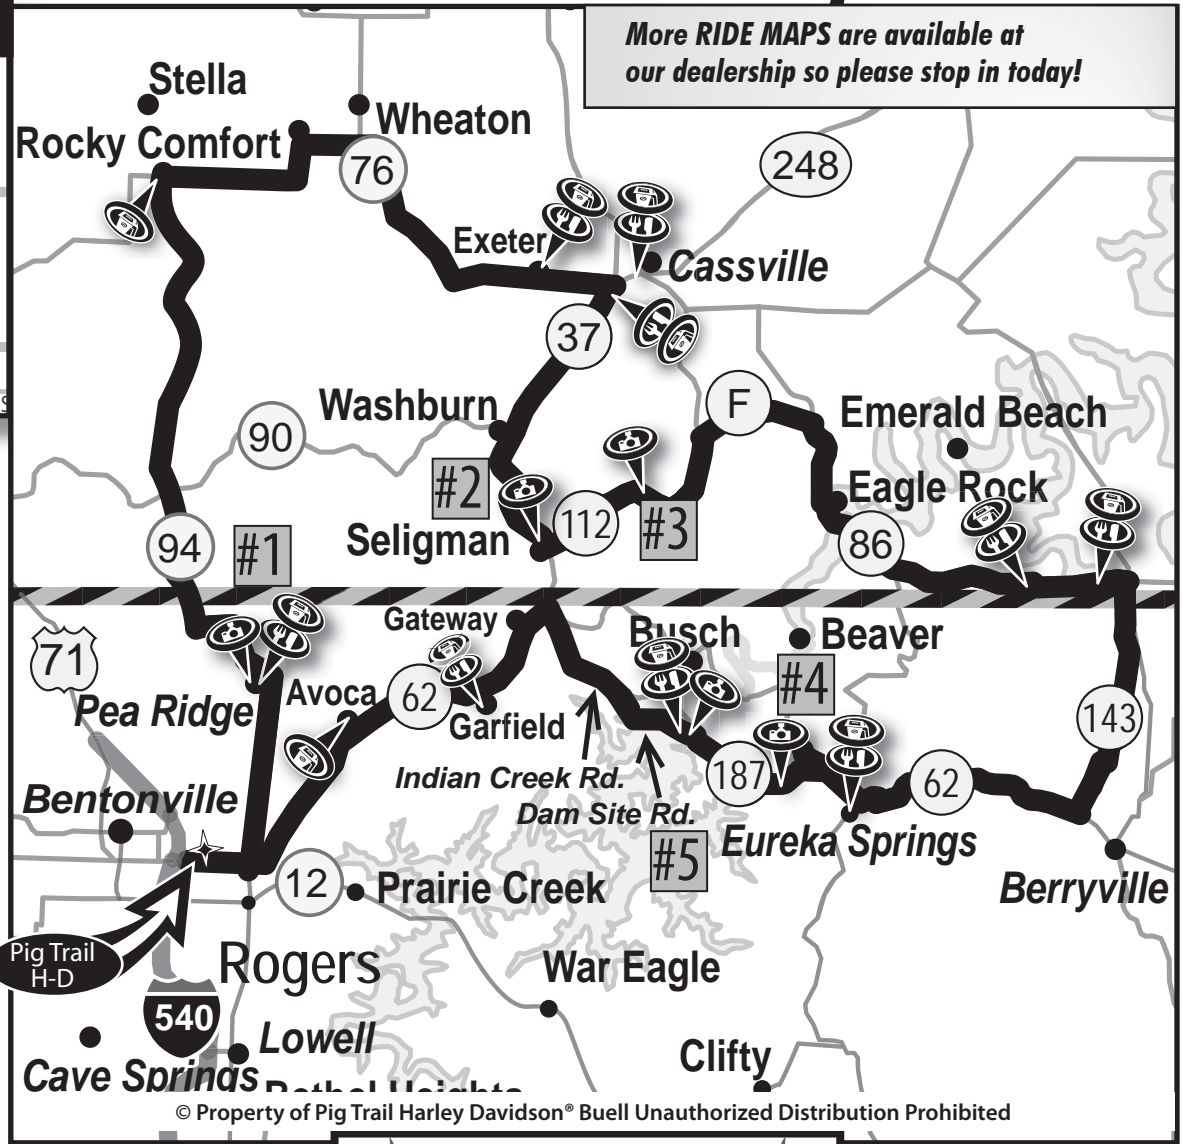 More RIDE MAPS are available at
our dealership so please stop in today!
Stella
Wheaton
Rocky Comfort
76
248
Exeter
Cassville
37
Washburn
F
Emerald Beach
90
#2
Eagle Rock
112
#3
Seligman
94
#1
86
Gateway
Busch
Beaver
71
#4
Avoca
62
Pea Ridge
Garfield
143
Indian Creek Rd.
187
62
Bentonville
Dam Site Rd.
Eureka Springs
#5
12
Prairie Creek
Berryville
Pig Trail
H-D
Rogers
War Eagle
540
Lowell
Clifty
Cave Springs
Bethel Heights
© Property of Pig Trail Harley Davidson® Buell Unauthorized Distribution Prohibited